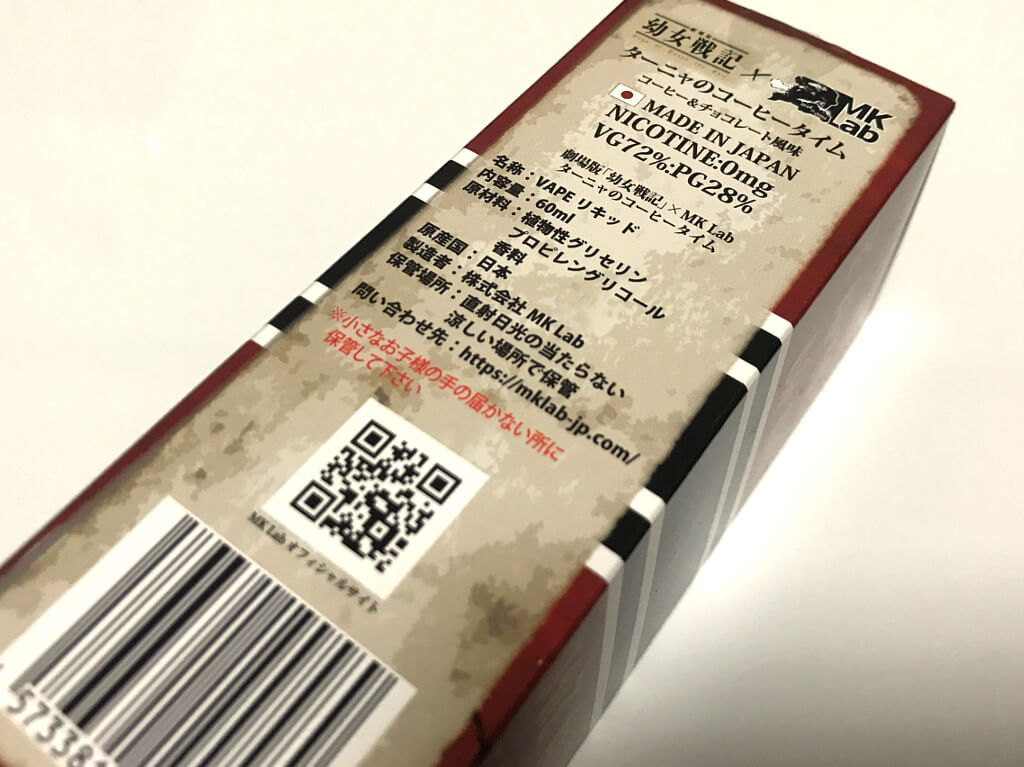 幼女戦記
×
MK Lab
ターニャのコーヒータイム
コーヒー&チョコレート風味
MADE IN JAPAN
NICOTINE:0mg
VG72%:PG28%
劇場版「幼女戦記」× MK Lab
ターニャのコーヒータイム
名称：VAPE リキッド
内容量：60ml
原材料：植物性グリセリン
プロピレングリコール
香料
原産国：日本
製造者：株式会社 MK Lab
保管場所：直射日光の当たらない
涼しい場所で保管
問い合わせ先：https://mklab-jp.com/
※小さなお子様の手の届かない所に
保管して下さい
MK Lab オフィシャルサイト